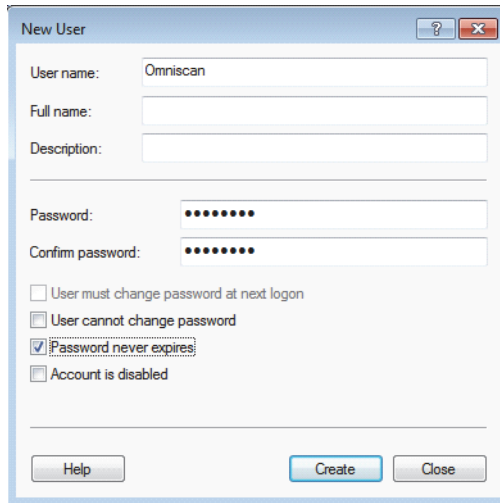 New User
User name: Omniscan
Full name:
Description:
Password: ••••••••
Confirm password: ••••••••
User must change password at next logon
User cannot change password
Password never expires
Account is disabled
Help Create Close